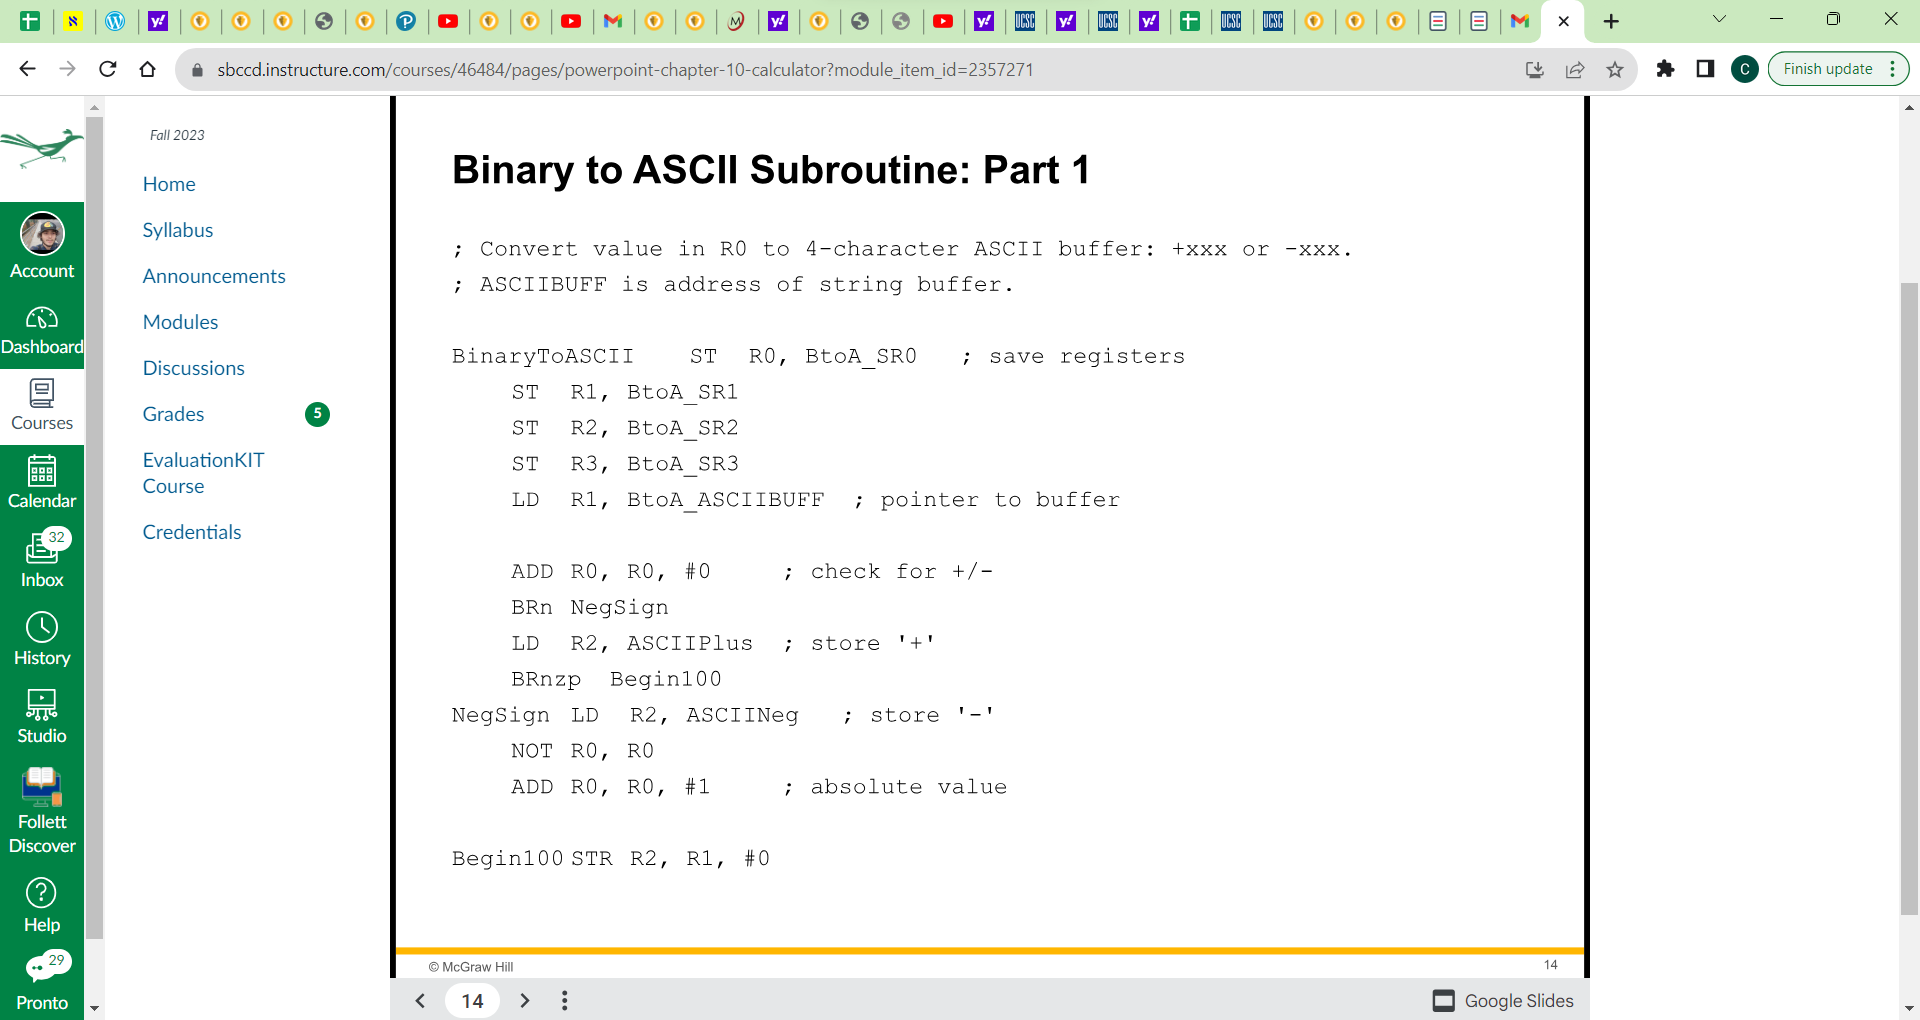 sbccd.instructure.com/courses/46484/pages/powerpoint-chapter-10-calculator?module_item_id=2357271
C
Finish update
Account
Dashboard
Courses
Calendar
32
Inbox
History
Studio
Follett
Discover
Help
29
Pronto
Fall 2023
Home
Syllabus
Announcements
Modules
Discussions
Grades 5
EvaluationKIT
Course
Credentials
Binary to ASCII Subroutine: Part 1
; Convert value in R0 to 4-character ASCII buffer: +xxx or -xxx.
; ASCIIBUFF is address of string buffer.
BinaryToASCII ST R0, BtoA_SR0 ; save registers
ST R1, BtoA_SR1
ST R2, BtoA_SR2
ST R3, BtoA_SR3
LD R1, BtoA_ASCIIBUFF ; pointer to buffer
ADD R0, R0, #0 ; check for +/-
BRn NegSign
LD R2, ASCIIPlus ; store '+'
BRnzp Begin100
NegSign LD R2, ASCIINeg ; store '-'
NOT R0, R0
ADD R0, R0, #1 ; absolute value
Begin100 STR R2, R1, #0
© McGraw Hill
14
14
Google Slides